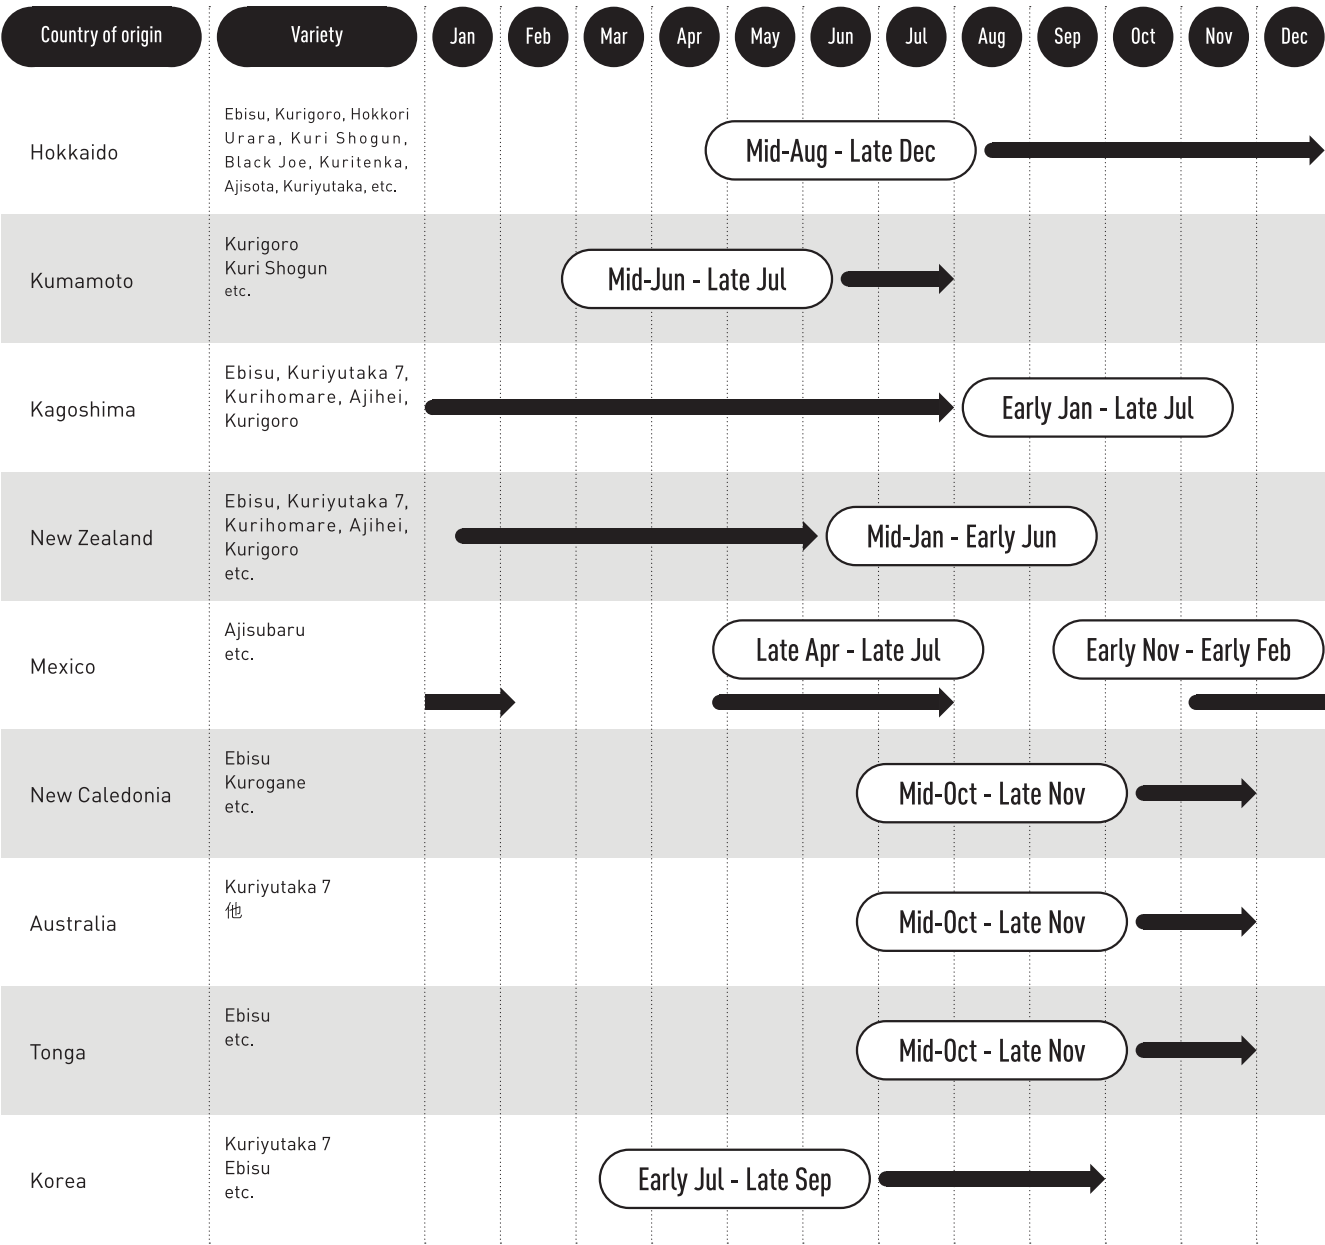 Country of origin Variety Jan Feb Mar Apr May Jun Jul Aug Sep Oct Nov Dec
Hokkaido
Ebisu, Kurigoro, Hokkori
Urara, Kuri Shogun,
Black Joe, Kuritenka,
Ajisota, Kuriyutaka, etc.
Mid-Aug - Late Dec
Kumamoto
Kurigoro
Kuri Shogun
etc.
Mid-Jun - Late Jul
Kagoshima
Ebisu, Kuriyutaka 7,
Kurihomare, Ajihei,
Kurigoro
Early Jan - Late Jul
New Zealand
Ebisu, Kuriyutaka 7,
Kurihomare, Ajihei,
Kurigoro
etc.
Mid-Jan - Early Jun
Mexico
Ajisubaru
etc.
Late Apr - Late Jul
Early Nov - Early Feb
New Caledonia
Ebisu
Kurogane
etc.
Mid-Oct - Late Nov
Australia
Kuriyutaka 7
他
Mid-Oct - Late Nov
Tonga
Ebisu
etc.
Mid-Oct - Late Nov
Korea
Kuriyutaka 7
Ebisu
etc.
Early Jul - Late Sep